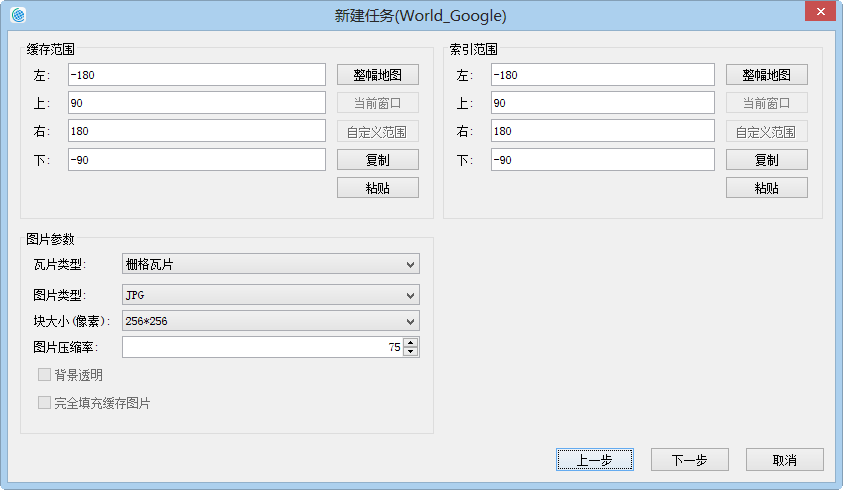 新建任务(World_Google)
缓存范围
左: -180 整幅地图
上: 90 当前窗口
右: 180 自定义范围
下: -90 复制
粘贴
索引范围
左: -180 整幅地图
上: 90 当前窗口
右: 180 自定义范围
下: -90 复制
粘贴
图片参数
瓦片类型: 栅格瓦片
图片类型: JPG
块大小(像素): 256*256
图片压缩率: 75
背景透明
完全填充缓存图片
上一步 下一步 取消